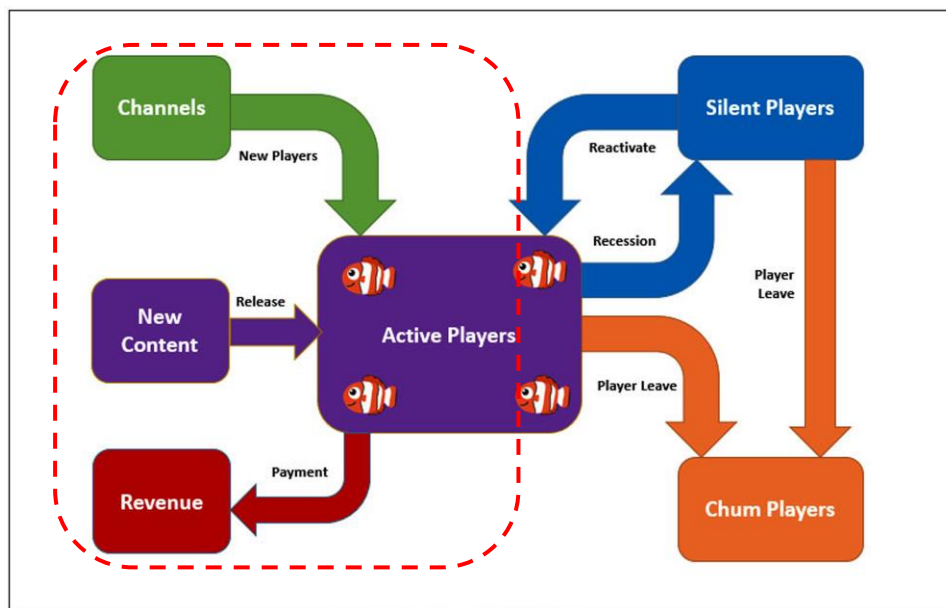 Channels
New Players
Silent Players
Reactivate
Recession
Player
Leave
New
Content
Release
Active Players
Player Leave
Payment
Revenue
Chum Players